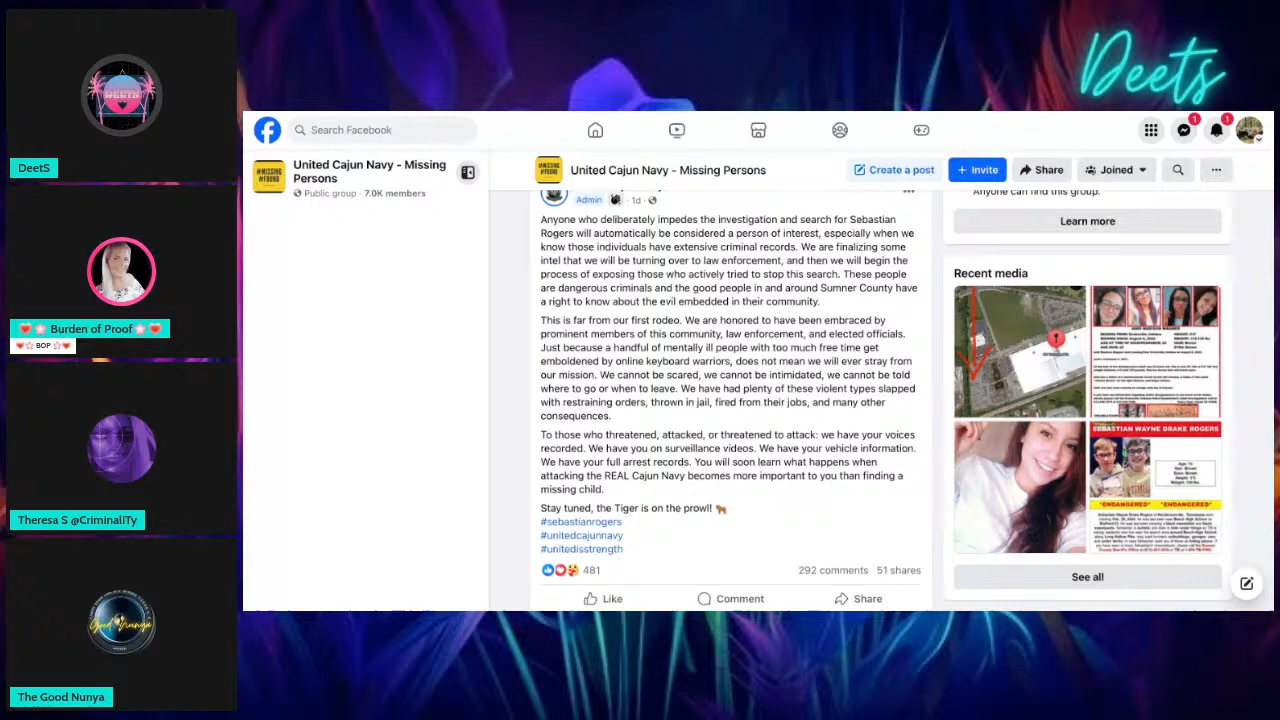 Deets
DeetS
Burden of Proof
BOP
Theresa S @CriminaliTy
The Good Nunya
Search Facebook
1
1
United Cajun Navy - Missing
Persons
Public group · 7.0K members
United Cajun Navy - Missing Persons
Create a post
+ Invite
Share
Joined
Admin · 1d ·
Anyone who deliberately impedes the investigation and search for Sebastian
Rogers will automatically be considered a person of interest, especially when we
know those individuals have extensive criminal records. We are finalizing some
intel that we will be turning over to law enforcement, and then we will begin the
process of exposing those who actively tried to stop this search. These people
are dangerous criminals and the good people in and around Sumner County have
a right to know about the evil embedded in their community.
This is far from our first rodeo. We are honored to have been embraced by
prominent members of this community, law enforcement, and elected officials.
Just because a handful of mentally ill people with too much free time get
emboldened by online keyboard warriors, does not mean we will ever stray from
our mission. We cannot be scared, we cannot be intimidated, we cannot be told
where to go or when to leave. We have had plenty of these violent types slapped
with restraining orders, thrown in jail, fired from their jobs, and many other
consequences.
To those who threatened, attacked, or threatened to attack: we have your voices
recorded. We have you on surveillance videos. We have your vehicle information.
We have your full arrest records. You will soon learn what happens when
attacking the REAL Cajun Navy becomes more important to you than finding a
missing child.
Stay tuned, the Tiger is on the prowl!
#sebastianrogers
#unitedcajunnavy
#unitedisstrength
481
292 comments 51 shares
Like
Comment
Share
Anyone can find this group.
Learn more
Recent media
SEBASTIAN WAYNE DRAKE ROGERS
*ENDANGERED* *ENDANGERED*
See all